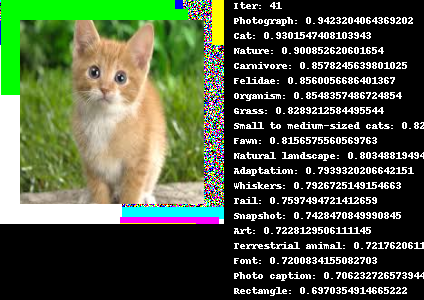 Iter: 41
Photograph: 0.9423204064369202
Cat: 0.9301547408103943
Nature: 0.900852620601654
Carnivore: 0.8578245639801025
Felidae: 0.8560056686401367
Organism: 0.8548357486724854
Grass: 0.8289212584495544
Small to medium-sized cats: 0.82
Fawn: 0.8156575560569763
Natural landscape: 0.80348819494
Adaptation: 0.7939320206642151
Whiskers: 0.7926725149154663
Tail: 0.7597494721412659
Snapshot: 0.7428470849990845
Art: 0.7228129506111145
Terrestrial animal: 0.7217620611
Font: 0.7200834155082703
Photo caption: 0.706232726573944
Rectangle: 0.6970354914665222